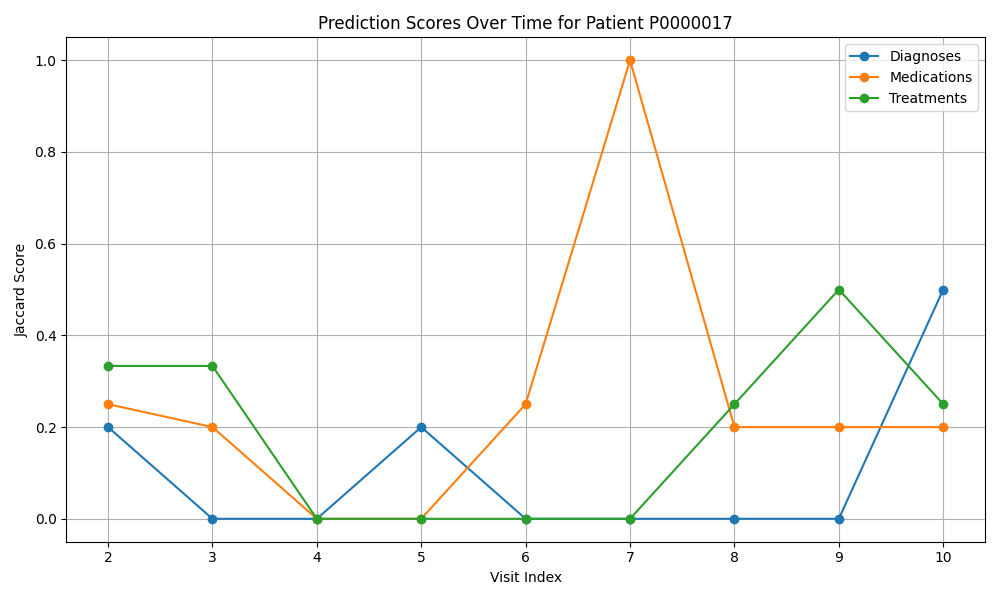 Prediction Scores Over Time for Patient P0000017
Diagnoses
Medications
Treatments
1.0
0.8
0.6
0.4
0.2
0.0
Jaccard Score
2 3 4 5 6 7 8 9 10
Visit Index